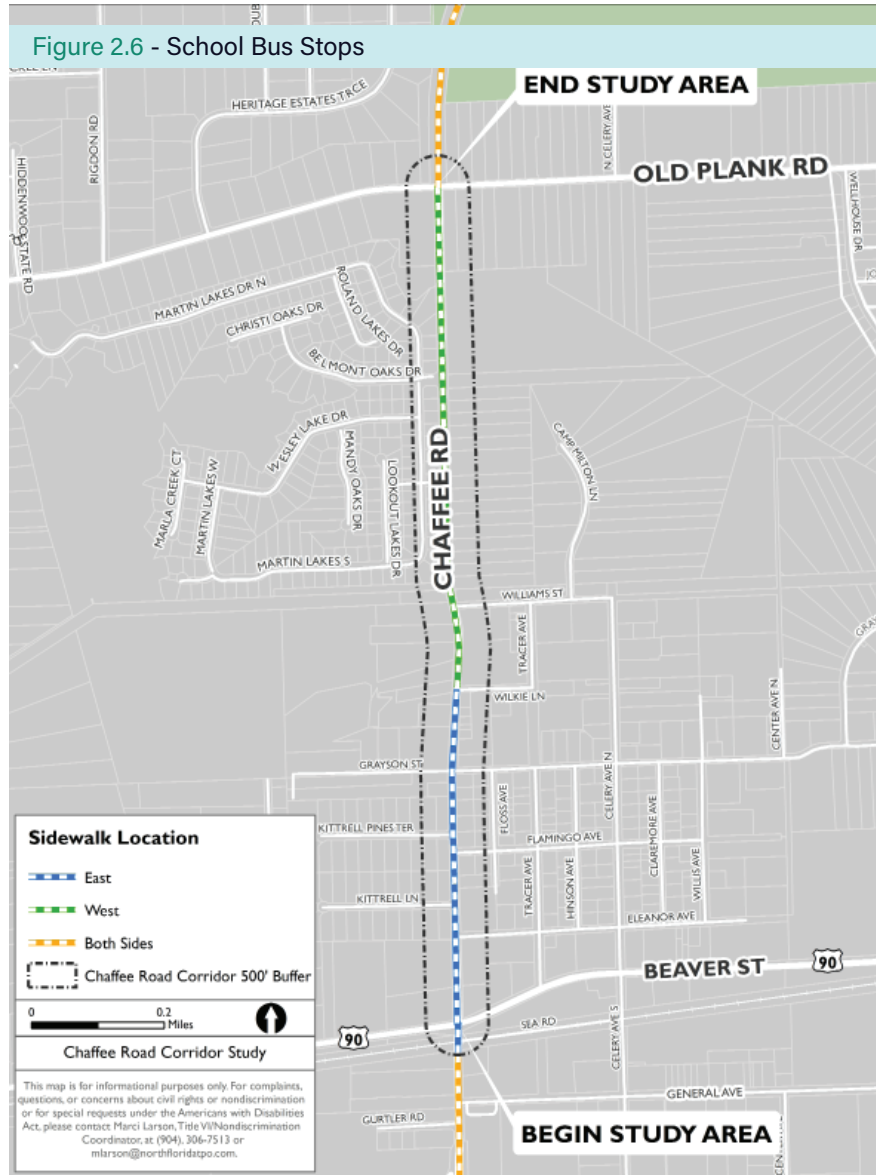 DUB
Figure 2.6 - School Bus Stops
CREE LN
END STUDY AREA
HERITAGE ESTATES TRCE
RIGDON RD
N CELERY AVE
OLD PLANK RD
HIDDENWOOD
ESTATE RD
WELLHOUSE DR
JO
MARTIN LAKES DR N
ROLAND LAKES DR
CHRISTI OAKS DR
BELMONT OAKS DR
WESLEY LAKE DR
CAMP MILTON LN
MANDY OAKS DR
MARLA CREEK CT
MARTIN LAKES W
LOOKOUT LAKES DR
CHAFFEE RD
MARTIN LAKES S
WILLIAMS ST
TRACER AVE
GRAY
WILKIE LN
CENTER AVE N
GRAYSON ST
CELERY AVE N
FLOSS AVE
KITTRELL PINES TER
FLAMINGO AVE
CLAREMORE AVE
WILLIS AVE
TRACER AVE
HINSON AVE
KITTRELL LN
ELEANOR AVE
BEAVER ST
90
SEA RD
90
CELERY AVE S
GENERAL AVE
GURTLER RD
BEGIN STUDY AREA
Sidewalk Location
East
West
Both Sides
Chaffee Road Corridor 500' Buffer
0 0.2
Miles
Chaffee Road Corridor Study
This map is for informational purposes only. For complaints,
questions, or concerns about civil rights or nondiscrimination
or for special requests under the Americans with Disabilities
Act, please contact Marci Larson, Title VI/Nondiscrimination
Coordinator, at (904). 306-7513 or
mlarson@northfloridatpo.com.